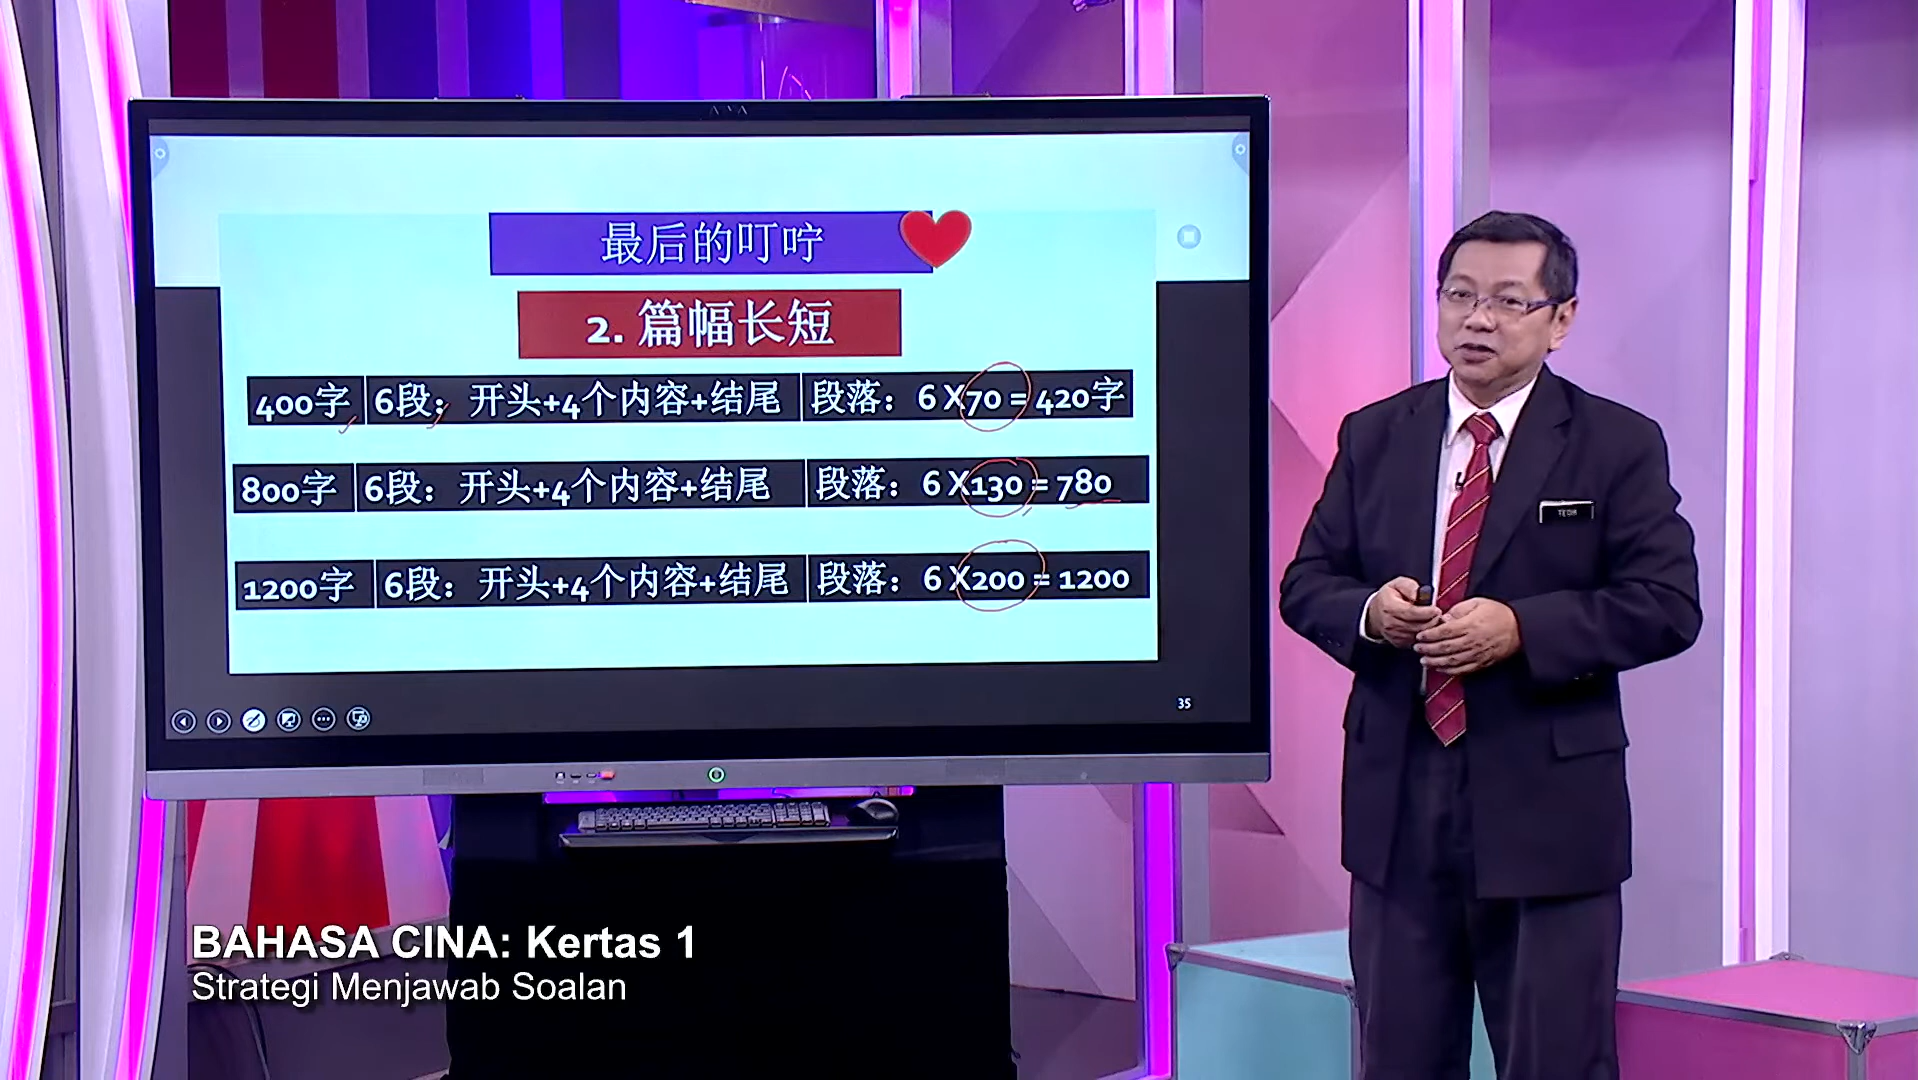 最后的叮咛
2. 篇幅长短
400字 6段：开头+4个内容+结尾 段落：6 X 70 = 420字
800字 6段：开头+4个内容+结尾 段落：6 X 130 = 780
1200字 6段：开头+4个内容+结尾 段落：6 X 200 = 1200
35
TEOH
BAHASA CINA: Kertas 1
Strategi Menjawab Soalan